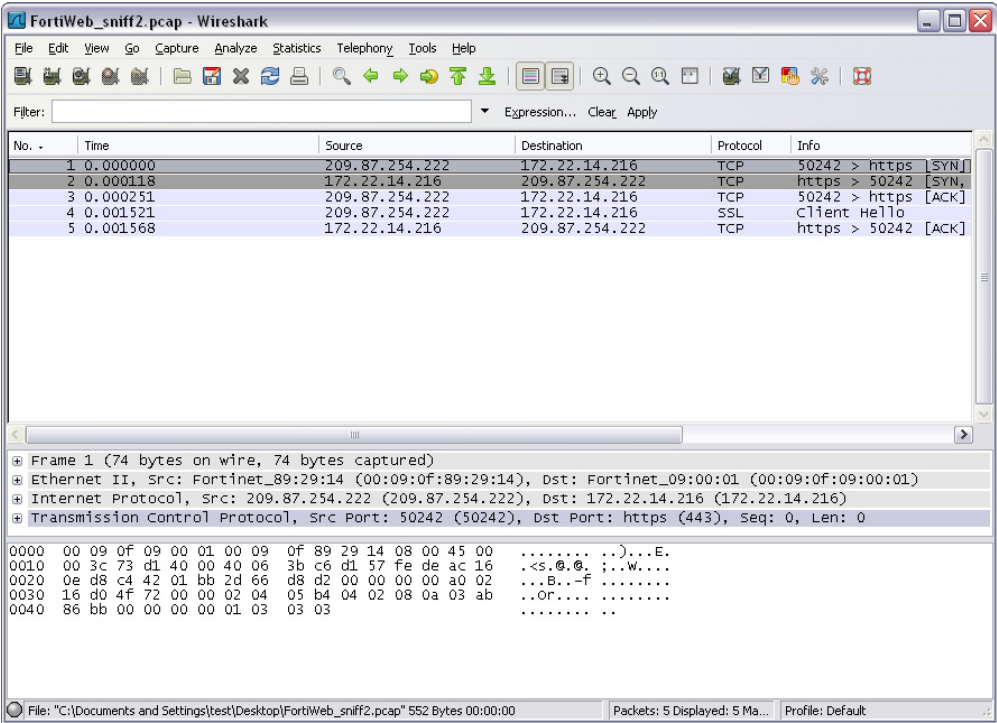 FortiWeb_sniff2.pcap - Wireshark
File Edit View Go Capture Analyze Statistics Telephony Tools Help
Filter: Expression... Clear Apply
No. - Time Source Destination Protocol Info
1 0.000000 209.87.254.222 172.22.14.216 TCP 50242 > https [SYN]
2 0.000118 172.22.14.216 209.87.254.222 TCP https > 50242 [SYN,
3 0.000251 209.87.254.222 172.22.14.216 TCP 50242 > https [ACK]
4 0.001521 209.87.254.222 172.22.14.216 SSL Client Hello
5 0.001568 172.22.14.216 209.87.254.222 TCP https > 50242 [ACK]
Frame 1 (74 bytes on wire, 74 bytes captured)
Ethernet II, Src: Fortinet_89:29:14 (00:09:0f:89:29:14), Dst: Fortinet_09:00:01 (00:09:0f:09:00:01)
Internet Protocol, Src: 209.87.254.222 (209.87.254.222), Dst: 172.22.14.216 (172.22.14.216)
Transmission Control Protocol, Src Port: 50242 (50242), Dst Port: https (443), Seq: 0, Len: 0
0000 00 09 0f 09 00 01 00 09 0f 89 29 14 08 00 45 00 ........ ..)...E.
0010 00 3c 73 d1 40 00 40 06 3b c6 d1 57 fe de ac 16 .<s.@.@. ;..W....
0020 0e d8 c4 42 01 bb 2d 66 d8 d2 00 00 00 00 a0 02 ...B..-f ........
0030 16 d0 4f 72 00 00 02 04 05 b4 04 02 08 0a 03 ab ..Or.... ........
0040 86 bb 00 00 00 00 01 03 03 03 ........ ..
File: "C:\Documents and Settings\test\Desktop\FortiWeb_sniff2.pcap" 552 Bytes 00:00:00 Packets: 5 Displayed: 5 Ma... Profile: Default